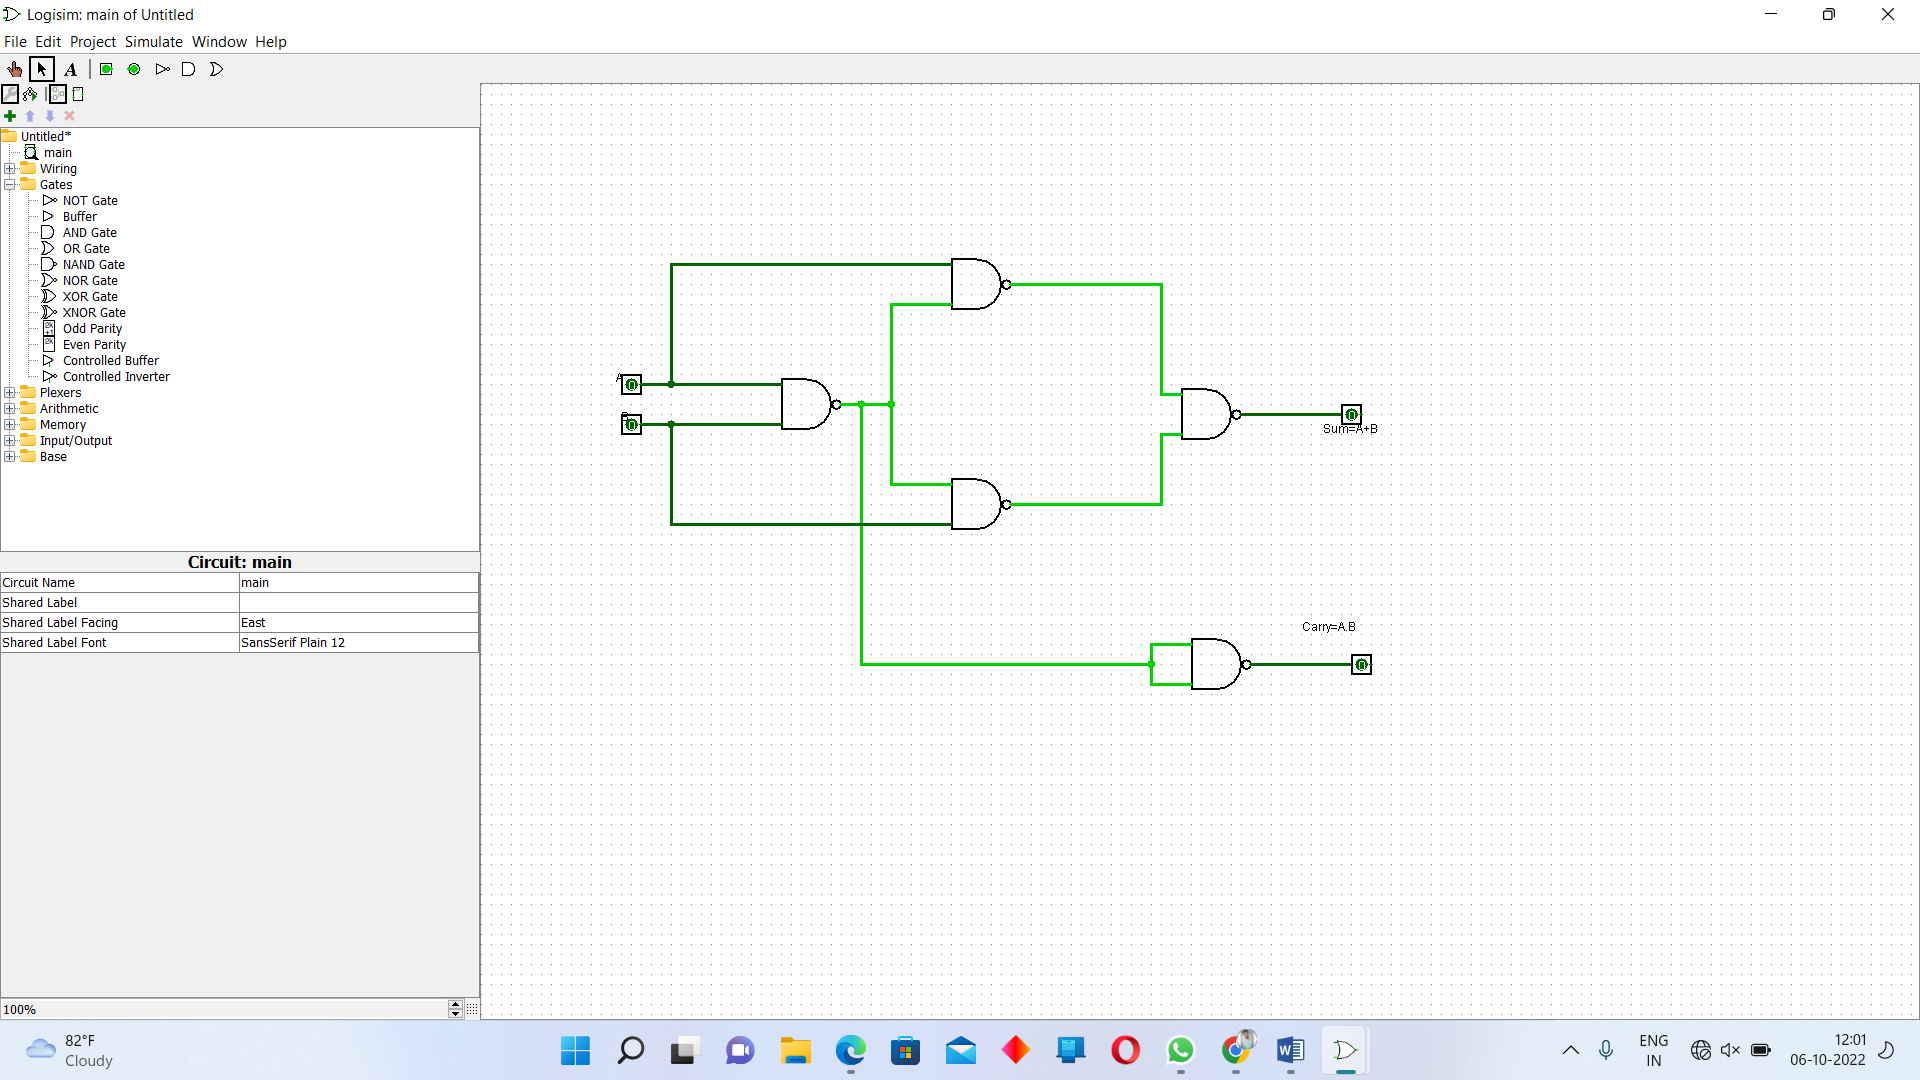 Logisim: main of Untitled
File Edit Project Simulate Window Help
A
Untitled*
main
Wiring
Gates
NOT Gate
Buffer
AND Gate
OR Gate
NAND Gate
NOR Gate
XOR Gate
XNOR Gate
Odd Parity
Even Parity
Controlled Buffer
Controlled Inverter
Plexers
Arithmetic
Memory
Input/Output
Base
Circuit: main
Circuit Name main
Shared Label
Shared Label Facing East
Shared Label Font SansSerif Plain 12
100%
A
Sum=A+B
Carry=A.B
82°F
Cloudy
ENG
IN
12:01
06-10-2022